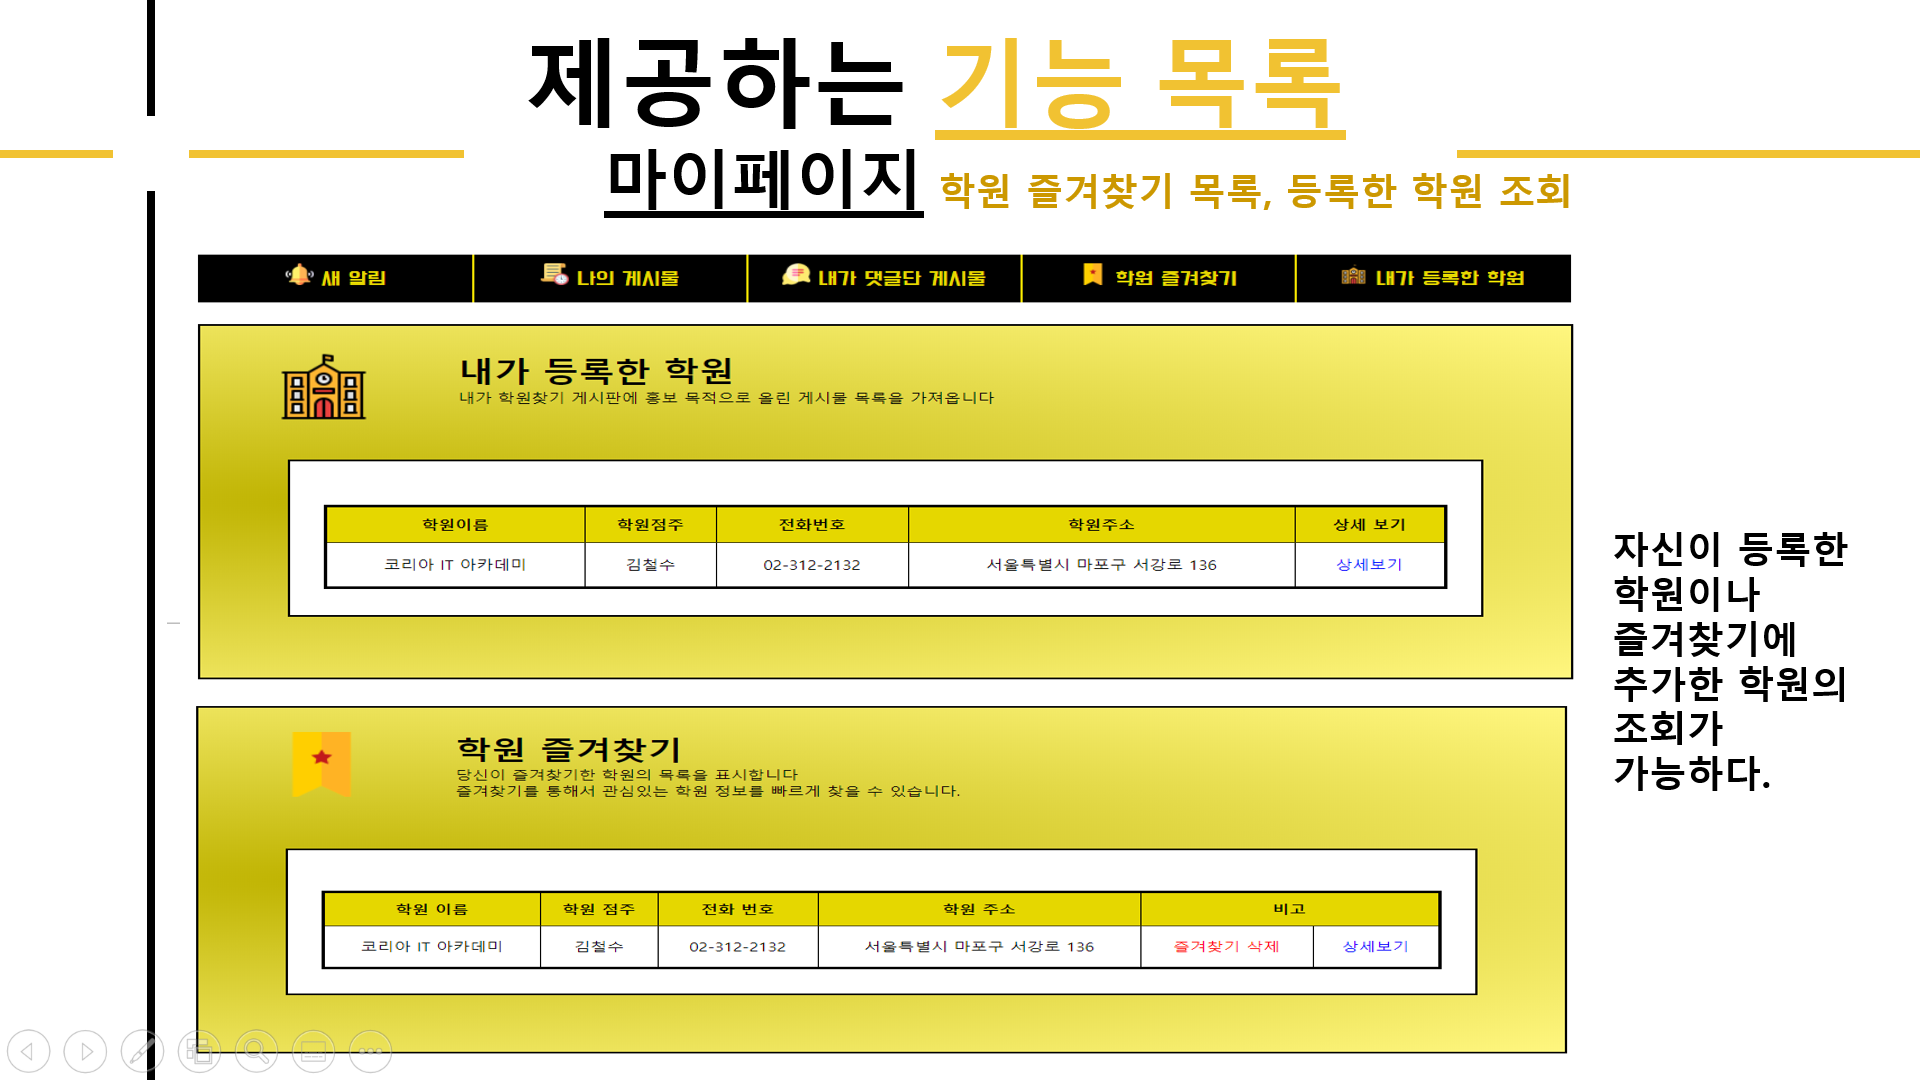 제공하는 기능 목록
마이페이지 학원 즐겨찾기 목록, 등록한 학원 조회
새 알림 나의 게시물 내가 댓글단 게시물 학원 즐겨찾기 내가 등록한 학원
내가 등록한 학원
내가 학원찾기 게시판에 홍보 목적으로 올린 게시물 목록을 가져옵니다
학원이름 학원점주 전화번호 학원주소 상세 보기
코리아 IT 아카데미 김철수 02-312-2132 서울특별시 마포구 서강로 136 상세보기
학원 즐겨찾기
당신이 즐겨찾기한 학원의 목록을 표시합니다
즐겨찾기를 통해서 관심있는 학원 정보를 빠르게 찾을 수 있습니다.
학원 이름 학원 점주 전화 번호 학원 주소 비고
코리아 IT 아카데미 김철수 02-312-2132 서울특별시 마포구 서강로 136 즐겨찾기 삭제 상세보기
자신이 등록한
학원이나
즐겨찾기에
추가한 학원의
조회가
가능하다.